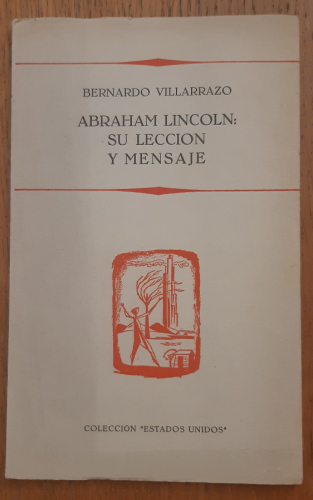 BERNARDO VILLARRAZO
ABRAHAM LINCOLN:
SU LECCION
Y MENSAJE
COLECCION "ESTADOS UNIDOS"